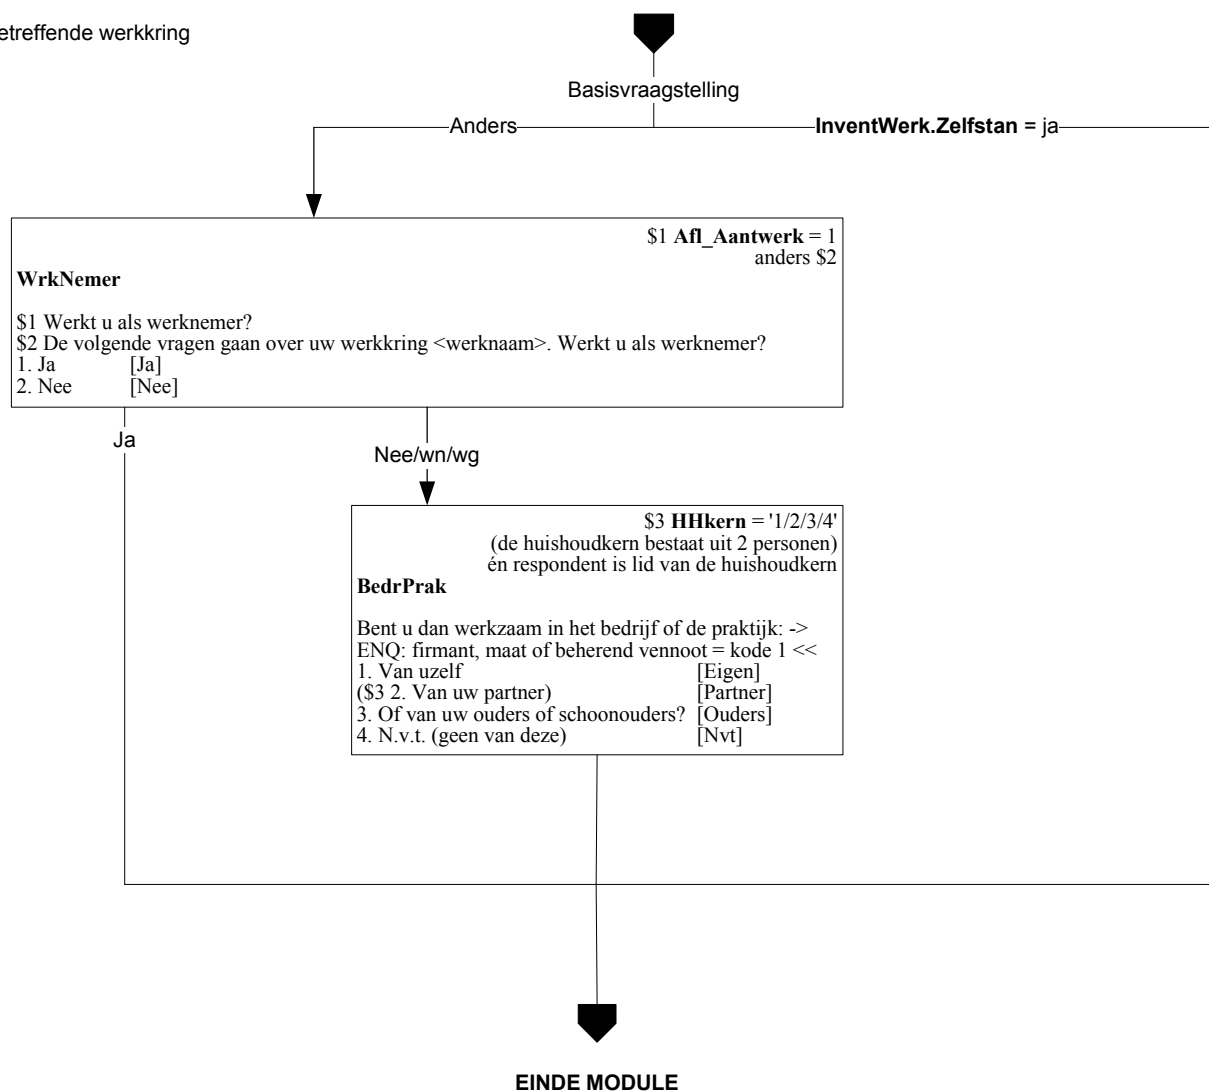 etreffende werkkring
Basisvraagstelling
Anders
InventWerk.Zelfstan = ja
$1 Afl_Aantwerk = 1
anders $2
WrkNemer
$1 Werkt u als werknemer?
$2 De volgende vragen gaan over uw werkkring <werknaam>. Werkt u als werknemer?
1. Ja [Ja]
2. Nee [Nee]
Ja
Nee/wn/wg
$3 HHkern = '1/2/3/4'
(de huishoudkern bestaat uit 2 personen)
én respondent is lid van de huishoudkern
BedrPrak
Bent u dan werkzaam in het bedrijf of de praktijk: ->
ENQ: firmant, maat of beherend vennoot = kode 1 <<
1. Van uzelf [Eigen]
($3 2. Van uw partner) [Partner]
3. Of van uw ouders of schoonouders? [Ouders]
4. N.v.t. (geen van deze) [Nvt]
EINDE MODULE